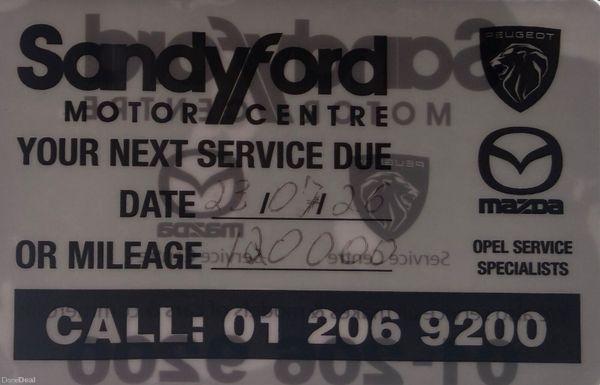 Sandyford
MOTOR CENTRE
PEUGEOT
YOUR NEXT SERVICE DUE
DATE 23/07/26
mazda
OR MILEAGE 120000
OPEL SERVICE
SPECIALISTS
CALL: 01 206 9200
DoneDeal